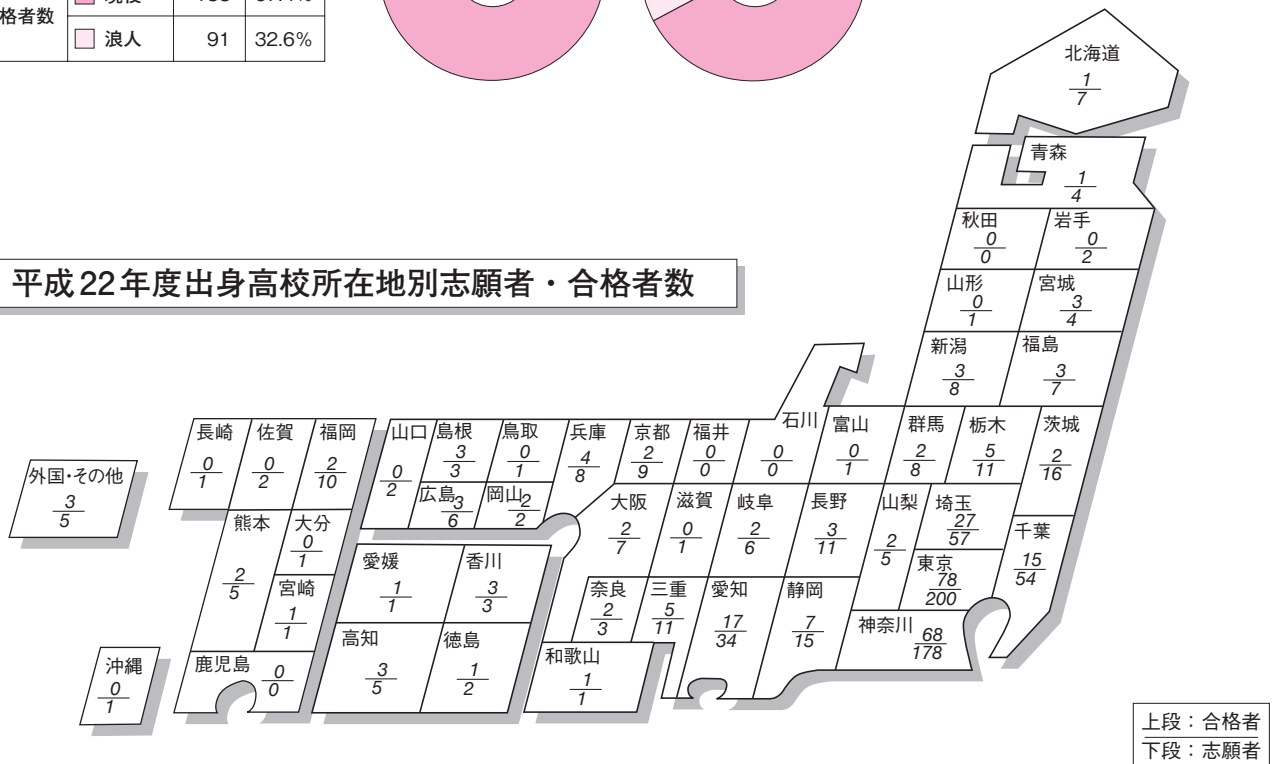 格者数
浪人 91 32.6%
北海道
1
7
青森
1
4
秋田
0
0
岩手
0
2
山形
0
1
宮城
3
4
平成22年度出身高校所在地別志願者・合格者数
新潟
3
8
福島
3
7
外国・その他
3
5
長崎
0
1
佐賀
0
2
福岡
2
10
山口
0
2
島根
3
3
鳥取
0
1
兵庫
4
8
京都
2
9
福井
0
0
石川
0
0
富山
0
1
群馬
2
8
栃木
5
11
茨城
2
16
広島
3
6
岡山
2
2
大阪
2
7
滋賀
0
1
岐阜
2
6
長野
3
11
山梨
2
5
埼玉
27
57
千葉
15
54
熊本
2
5
大分
0
1
宮崎
1
1
愛媛
1
1
香川
3
3
奈良
2
3
三重
5
11
愛知
17
34
静岡
7
15
東京
78
200
神奈川
68
178
沖縄
0
1
鹿児島
0
0
高知
3
5
徳島
1
2
和歌山
1
1
上段：合格者
下段：志願者